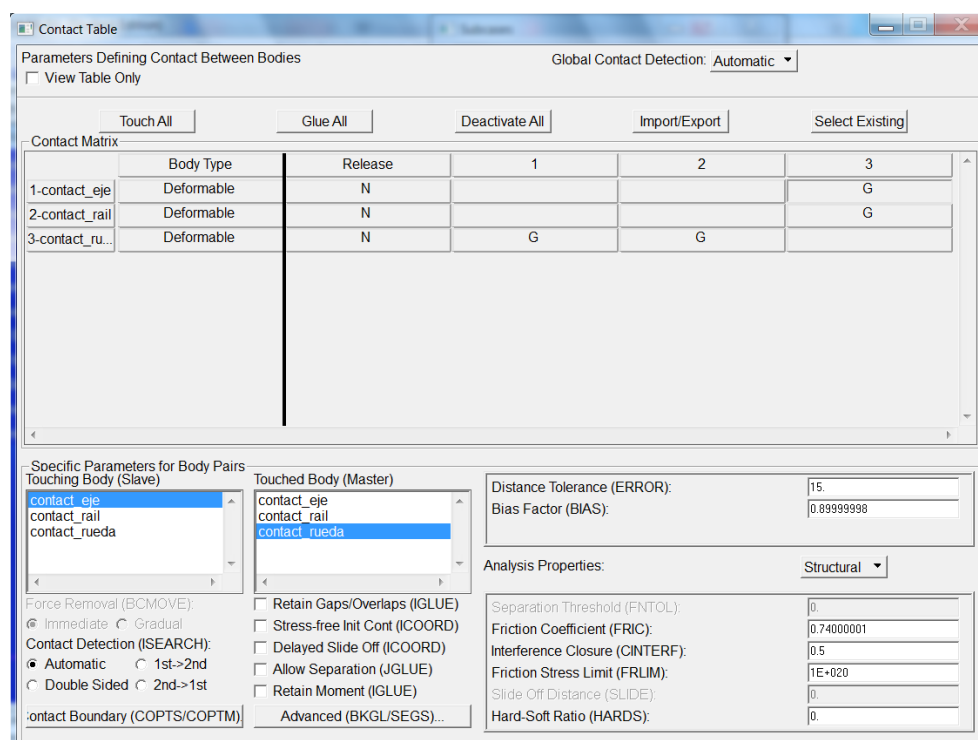 Contact Table
Parameters Defining Contact Between Bodies
Global Contact Detection: Automatic
View Table Only
Touch All Glue All Deactivate All Import/Export Select Existing
Contact Matrix
Body Type Release 1 2 3
1-contact_eje Deformable N G
2-contact_rail Deformable N G
3-contact_ru... Deformable N G G
Specific Parameters for Body Pairs
Touching Body (Slave) Touched Body (Master)
contact_eje contact_eje
contact_rail contact_rail
contact_rueda contact_rueda
Distance Tolerance (ERROR): 15.
Bias Factor (BIAS): 0.89999998
Analysis Properties: Structural
Force Removal (BCMOVE):
Immediate Gradual
Contact Detection (ISEARCH):
Automatic 1st->2nd
Double Sided 2nd->1st
Contact Boundary (COPTS/COPTM).
Retain Gaps/Overlaps (IGLUE)
Stress-free Init Cont (ICOORD)
Delayed Slide Off (ICOORD)
Allow Separation (JGLUE)
Retain Moment (IGLUE)
Advanced (BKGL/SEGS)...
Separation Threshold (FNTOL): 0.
Friction Coefficient (FRIC): 0.74000001
Interference Closure (CINTERF): 0.5
Friction Stress Limit (FRLIM): 1E+020
Slide Off Distance (SLIDE): 0.
Hard-Soft Ratio (HARDS): 0.